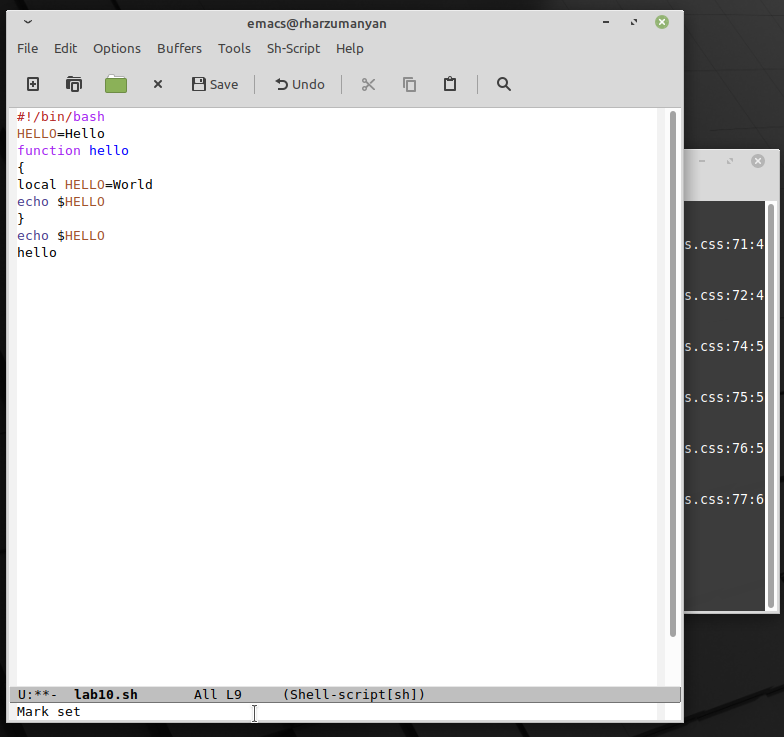 emacs@rharzumanyan
File Edit Options Buffers Tools Sh-Script Help
Save Undo
#!/bin/bash
HELLO=Hello
function hello
{
local HELLO=World
echo $HELLO
}
echo $HELLO
hello
U:**- lab10.sh All L9 (Shell-script[sh])
Mark set
s.css:71:4
s.css:72:4
s.css:74:5
s.css:75:5
s.css:76:5
s.css:77:6